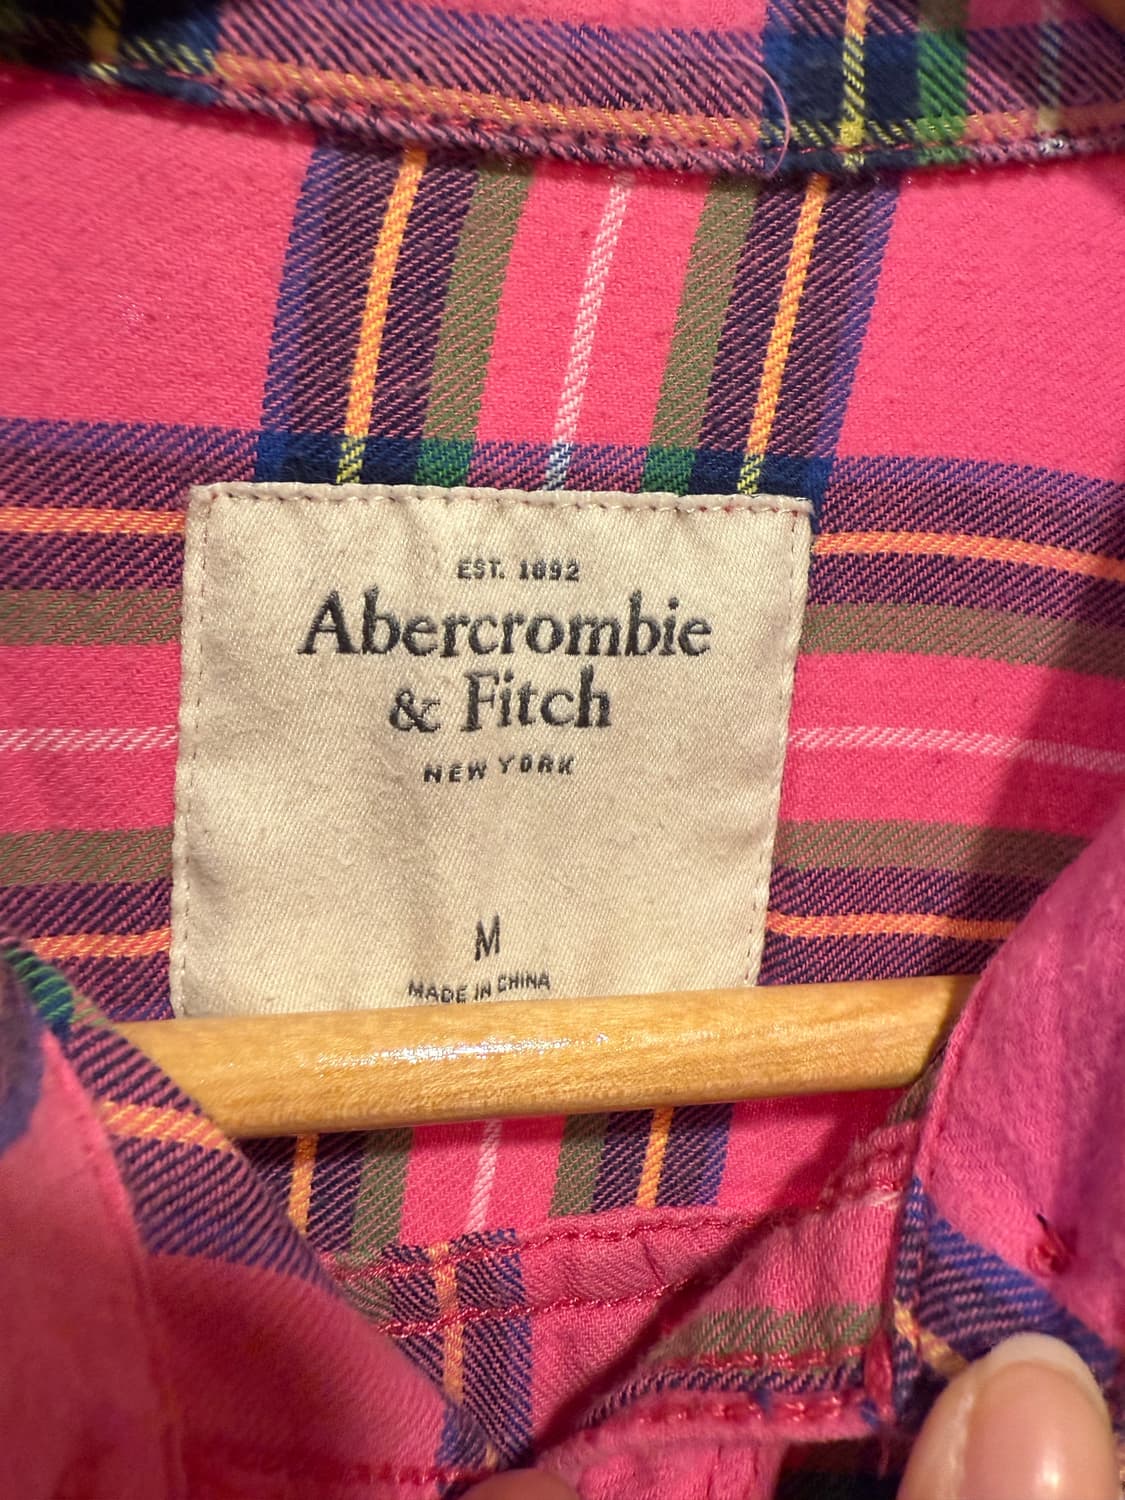 EST. 1892
Abercrombie
& Fitch
NEW YORK
M
MADE IN CHINA